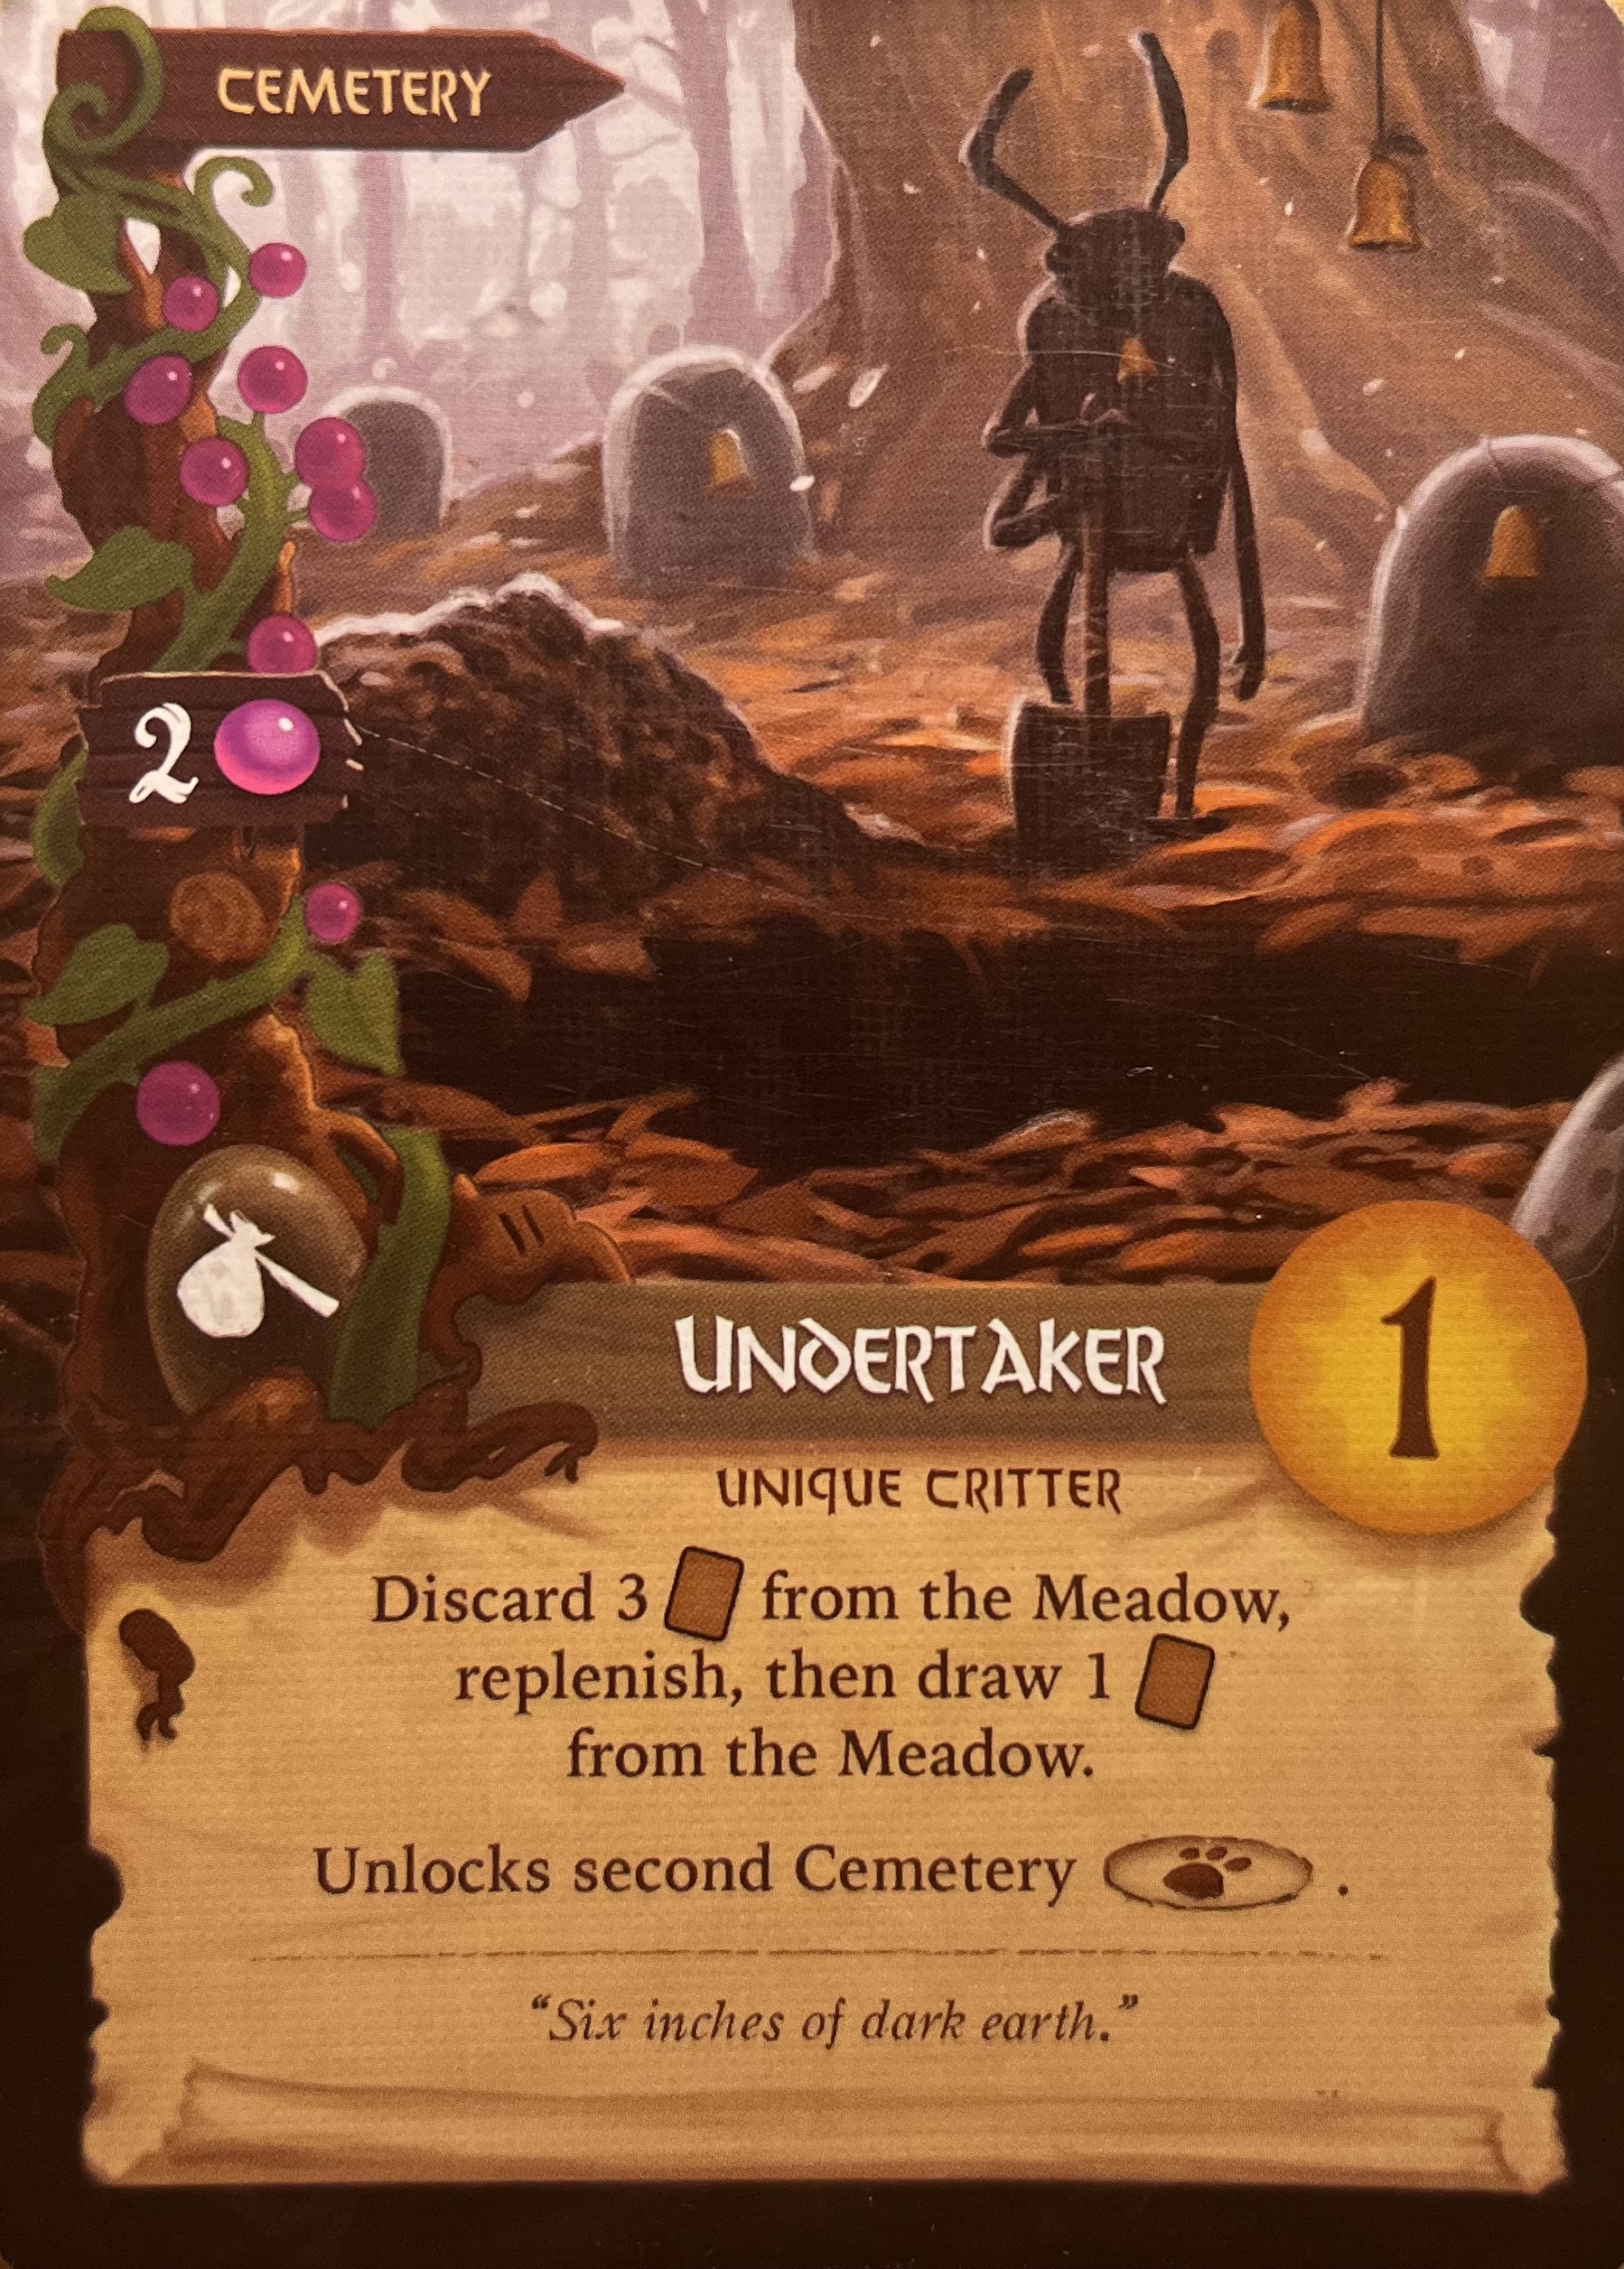 CEMETERY
2
UNDERTAKER
1
UNIQUE CRITTER
Discard 3 from the Meadow,
replenish, then draw 1
from the Meadow.
Unlocks second Cemetery .
“Six inches of dark earth.”